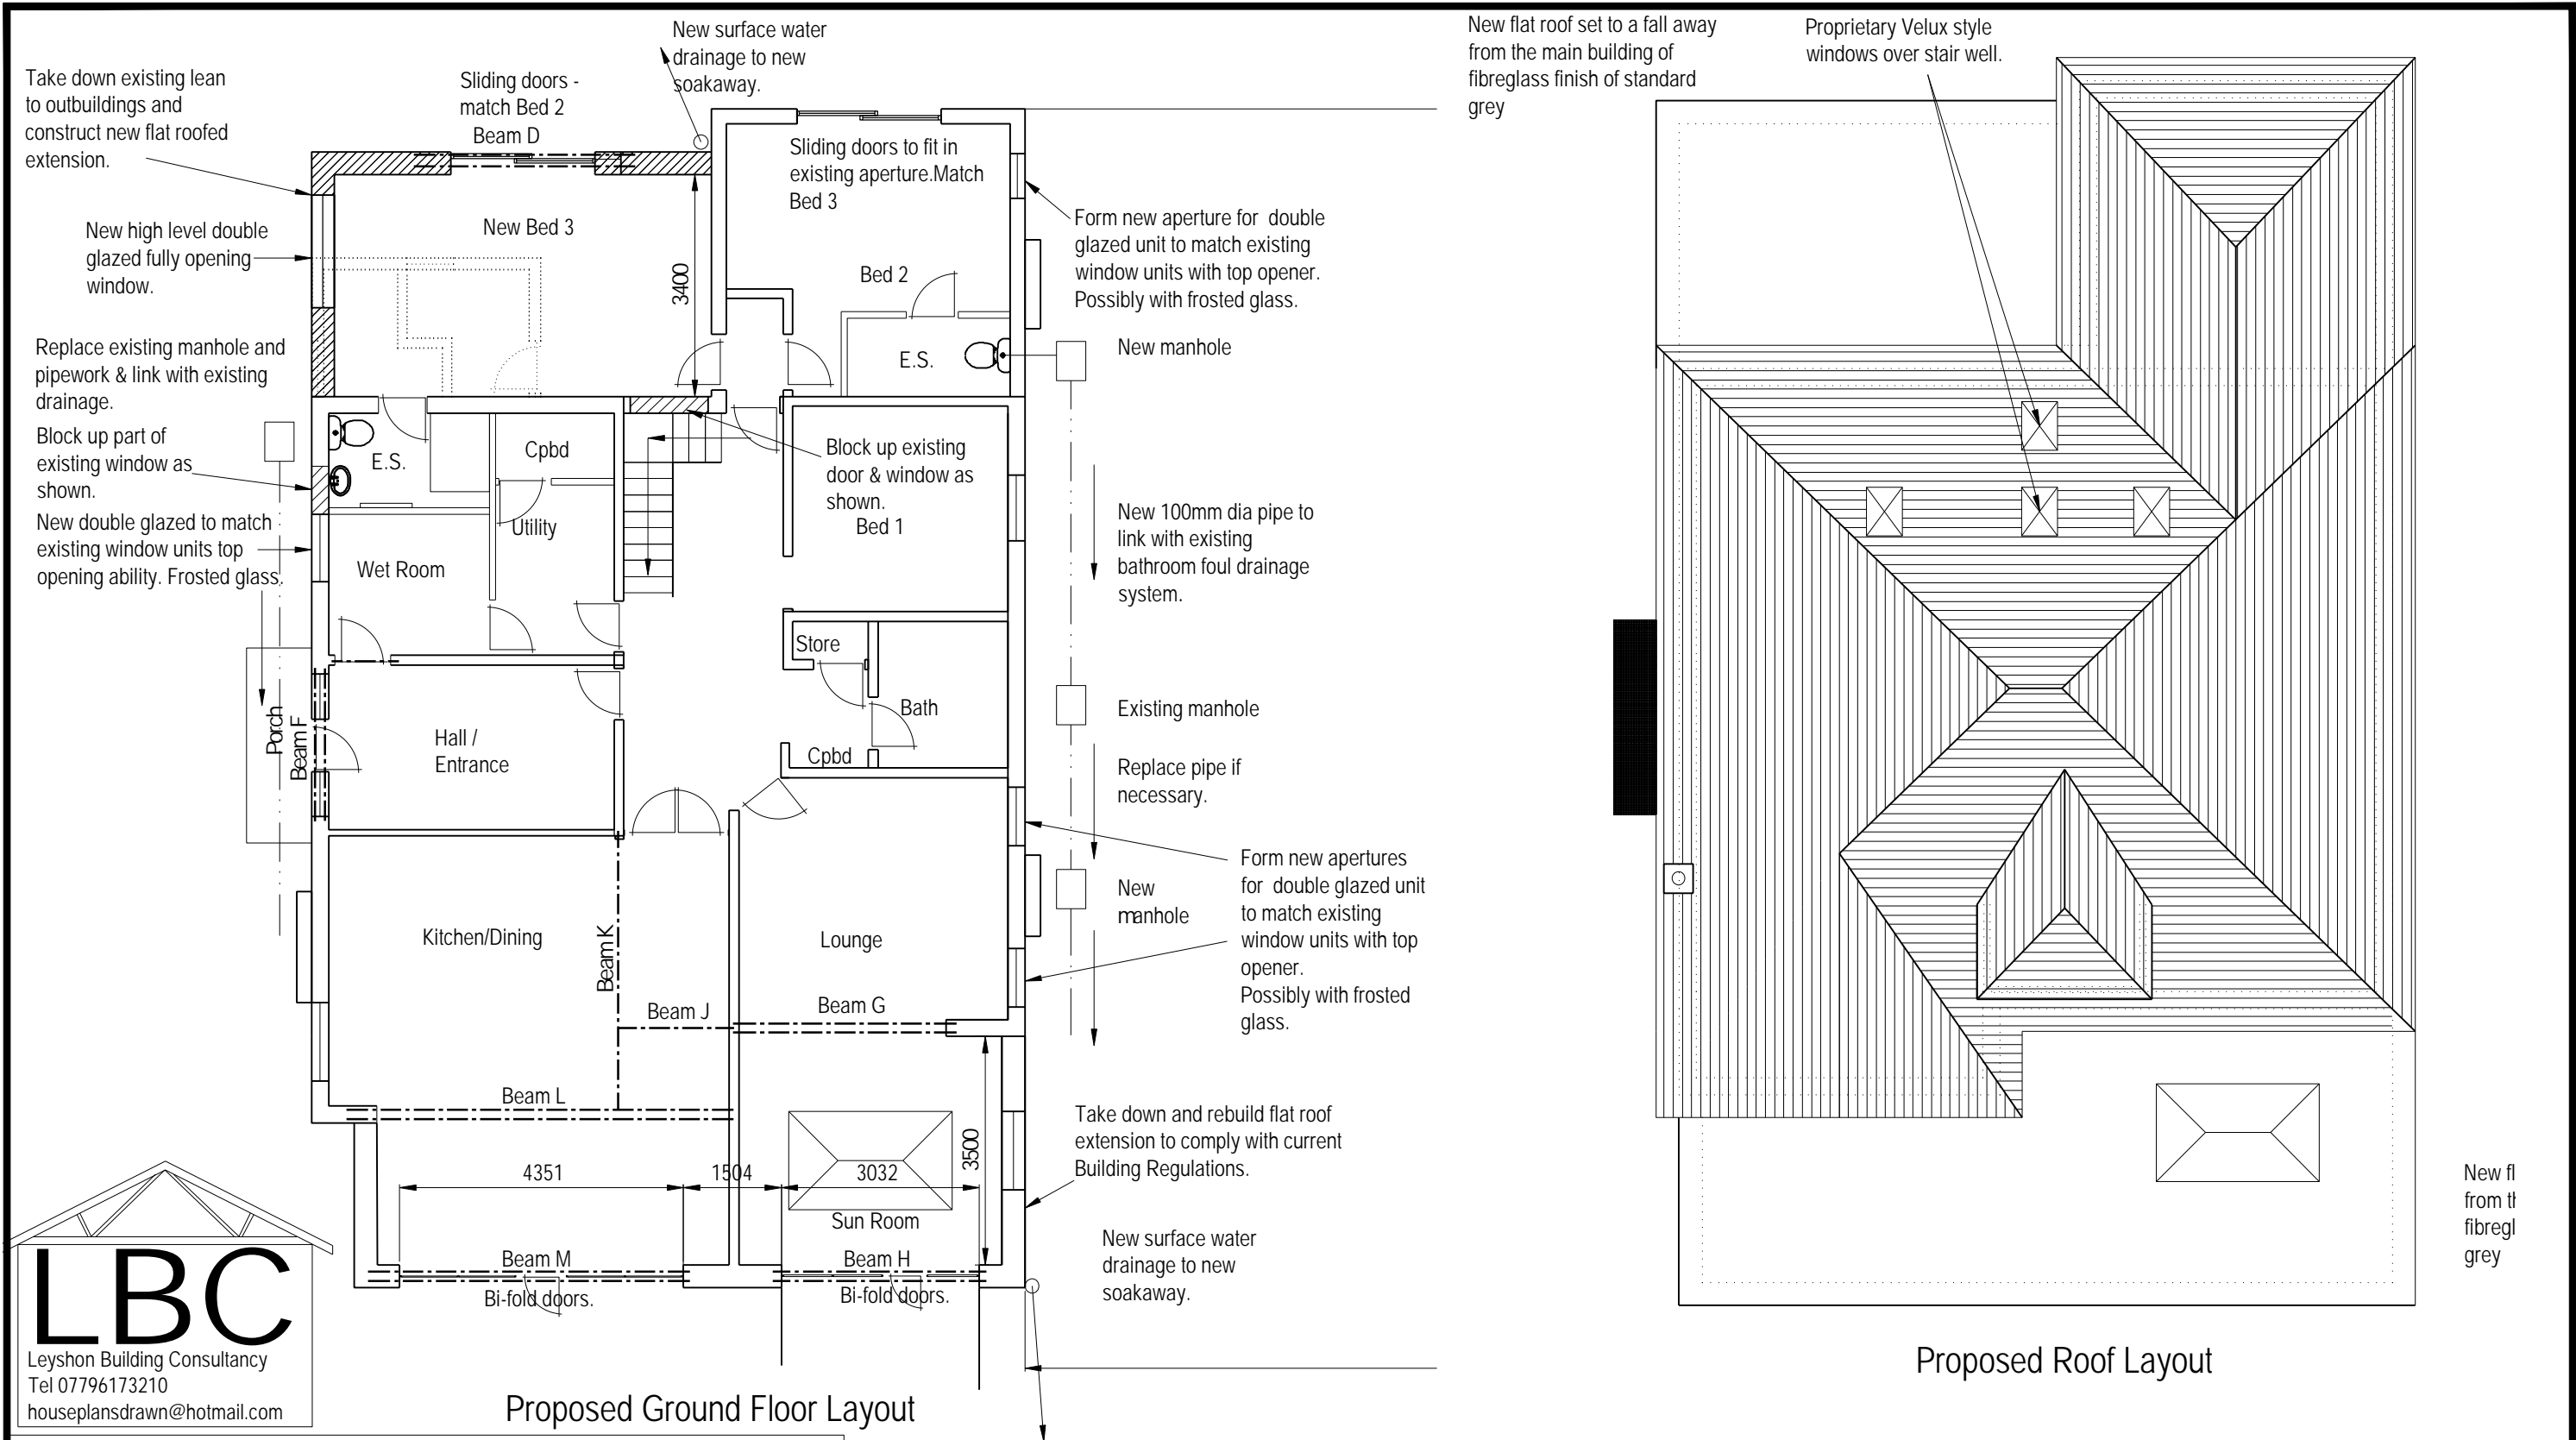 New surface water
drainage to new
soakaway.
Take down existing lean
to outbuildings and
construct new flat roofed
extension.
Sliding doors -
match Bed 2
Beam D
Sliding doors to fit in
existing aperture.Match
Bed 3
New high level double
glazed fully opening
window.
New Bed 3
3400
Bed 2
Form new aperture for double
glazed unit to match existing
window units with top opener.
Possibly with frosted glass.
Replace existing manhole and
pipework & link with existing
drainage.
E.S.
New manhole
Block up part of
existing window as
shown.
E.S.
Cpbd
Block up existing
door & window as
shown.
Bed 1
New double glazed to match
existing window units top
opening ability. Frosted glass.
Utility
Wet Room
New 100mm dia pipe to
link with existing
bathroom foul drainage
system.
Store
Bath
Existing manhole
Porch
Beam F
Hall /
Entrance
Cpbd
Replace pipe if
necessary.
Form new apertures
for double glazed unit
to match existing
window units with top
opener.
Possibly with frosted
glass.
New
manhole
Kitchen/Dining
Beam K
Lounge
Beam J
Beam G
Beam L
3500
Take down and rebuild flat roof
extension to comply with current
Building Regulations.
4351
1504
3032
Sun Room
New surface water
drainage to new
soakaway.
Beam M
Bi-fold doors.
Beam H
Bi-fold doors.
LBC
Leyshon Building Consultancy
Tel 07796173210
houseplansdrawn@hotmail.com
Proposed Ground Floor Layout
New flat roof set to a fall away
from the main building of
fibreglass finish of standard
grey
Proprietary Velux style
windows over stair well.
New fl
from th
fibregl
grey
Proposed Roof Layout